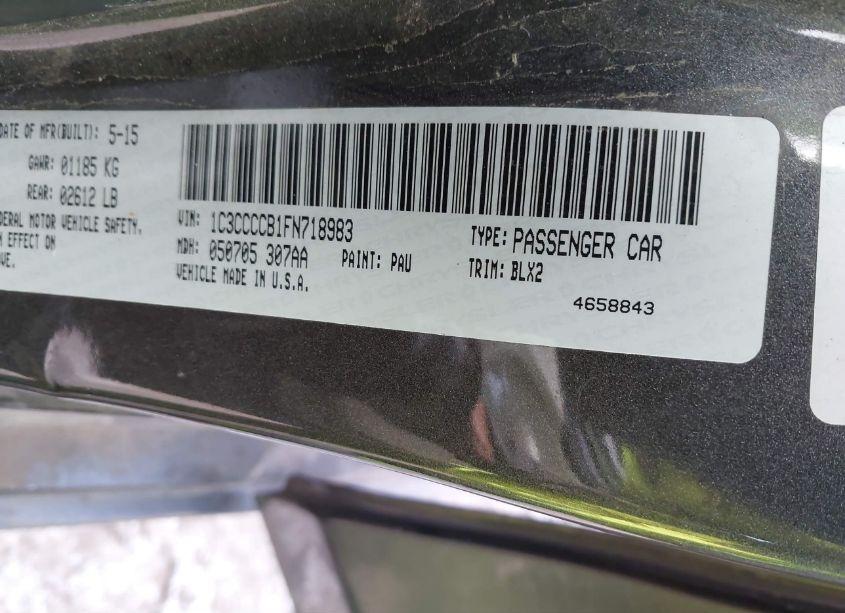 DATE OF MFR(BUILT): 5-15
GAWR: 01185 KG
REAR: 02612 LB
DERAL MOTOR VEHICLE SAFETY.
N EFFECT ON
VE.
VIN: 1C3CCCCB1FN718983
MDH: 050705 307AA PAINT: PAU
VEHICLE MADE IN U.S.A.
TYPE: PASSENGER CAR
TRIM: BLX2
4658843